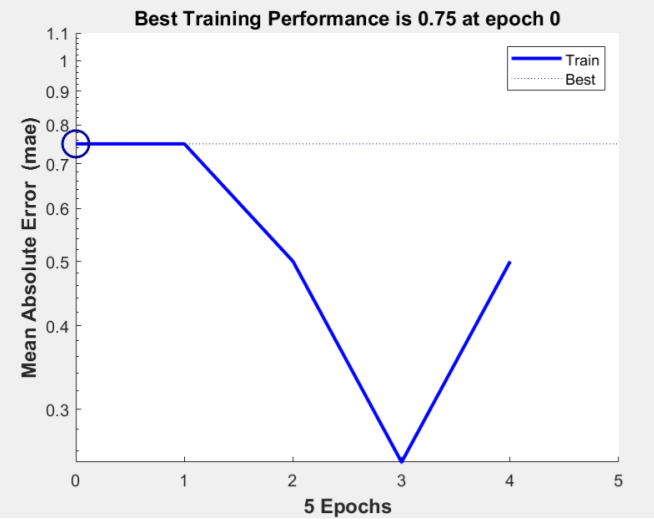 Best Training Performance is 0.75 at epoch 0
1.1
1
0.9
0.8
0.7
0.6
0.5
0.4
0.3
Mean Absolute Error (mae)
Train
Best
0 1 2 3 4 5
5 Epochs